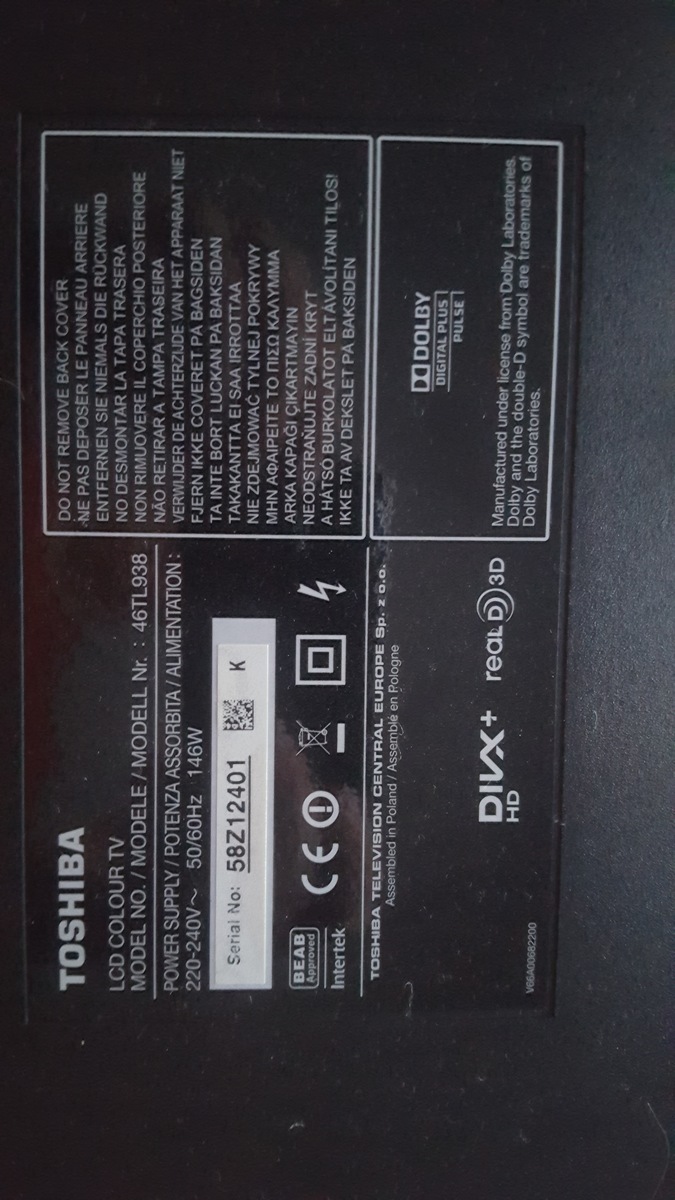 TOSHIBA
LCD COLOUR TV
MODEL NO. / MODELE / MODELL Nr. : 46TL938
POWER SUPPLY / POTENZA ASSORBITA / ALIMENTATION :
220-240V~ 50/60Hz 146W
Serial No: 58Z12401 K
BEAB
Approved
Intertek
CE
TOSHIBA TELEVISION CENTRAL EUROPE Sp. z o.o.
Assembled in Poland / Assemblé en Pologne
DIVX+
HD
REAL D 3D
V66A00682200
DO NOT REMOVE BACK COVER
NE PAS DEPOSER LE PANNEAU ARRIERE
ENTFERNEN SIE NIEMALS DIE RÜCKWAND
NO DESMONTAR LA TAPA TRASERA
NON RIMUOVERE IL COPERCHIO POSTERIORE
NÃO RETIRAR A TAMPA TRASEIRA
VERWIJDER DE ACHTERZIJDE VAN HET APPARAAT NIET
FJERN IKKE COVERET PÅ BAGSIDEN
TA INTE BORT LUCKAN PÅ BAKSIDAN
TAKAKANTTA EI SAA IRROTTAA
NIE ZDEJMOWAĆ TYLNEJ POKRYWY
ΜΗΝ ΑΦΑΙΡΕΙΤΕ ΤΟ ΠΙΣΩ ΚΑΛΥΜΜΑ
ARKA KAPAĞI ÇIKARTMAYIN
NEODSTRAŇUJTE ZADNÍ KRYT
A HÁTSÓ BURKOLATOT ELTÁVOLÍTANI TILOS!
IKKE TA AV DEKSLET PÅ BAKSIDEN
DOLBY
DIGITAL PLUS
PULSE
Manufactured under license from Dolby Laboratories.
Dolby and the double-D symbol are trademarks of
Dolby Laboratories.